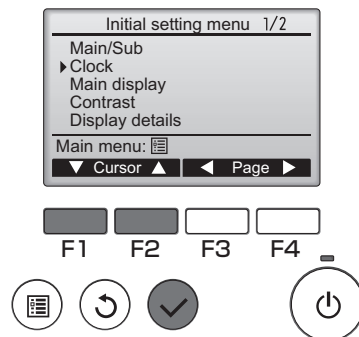 Initial setting menu 1/2
Main/Sub
Clock
Main display
Contrast
Display details
Main menu:
Cursor Page
F1 F2 F3 F4